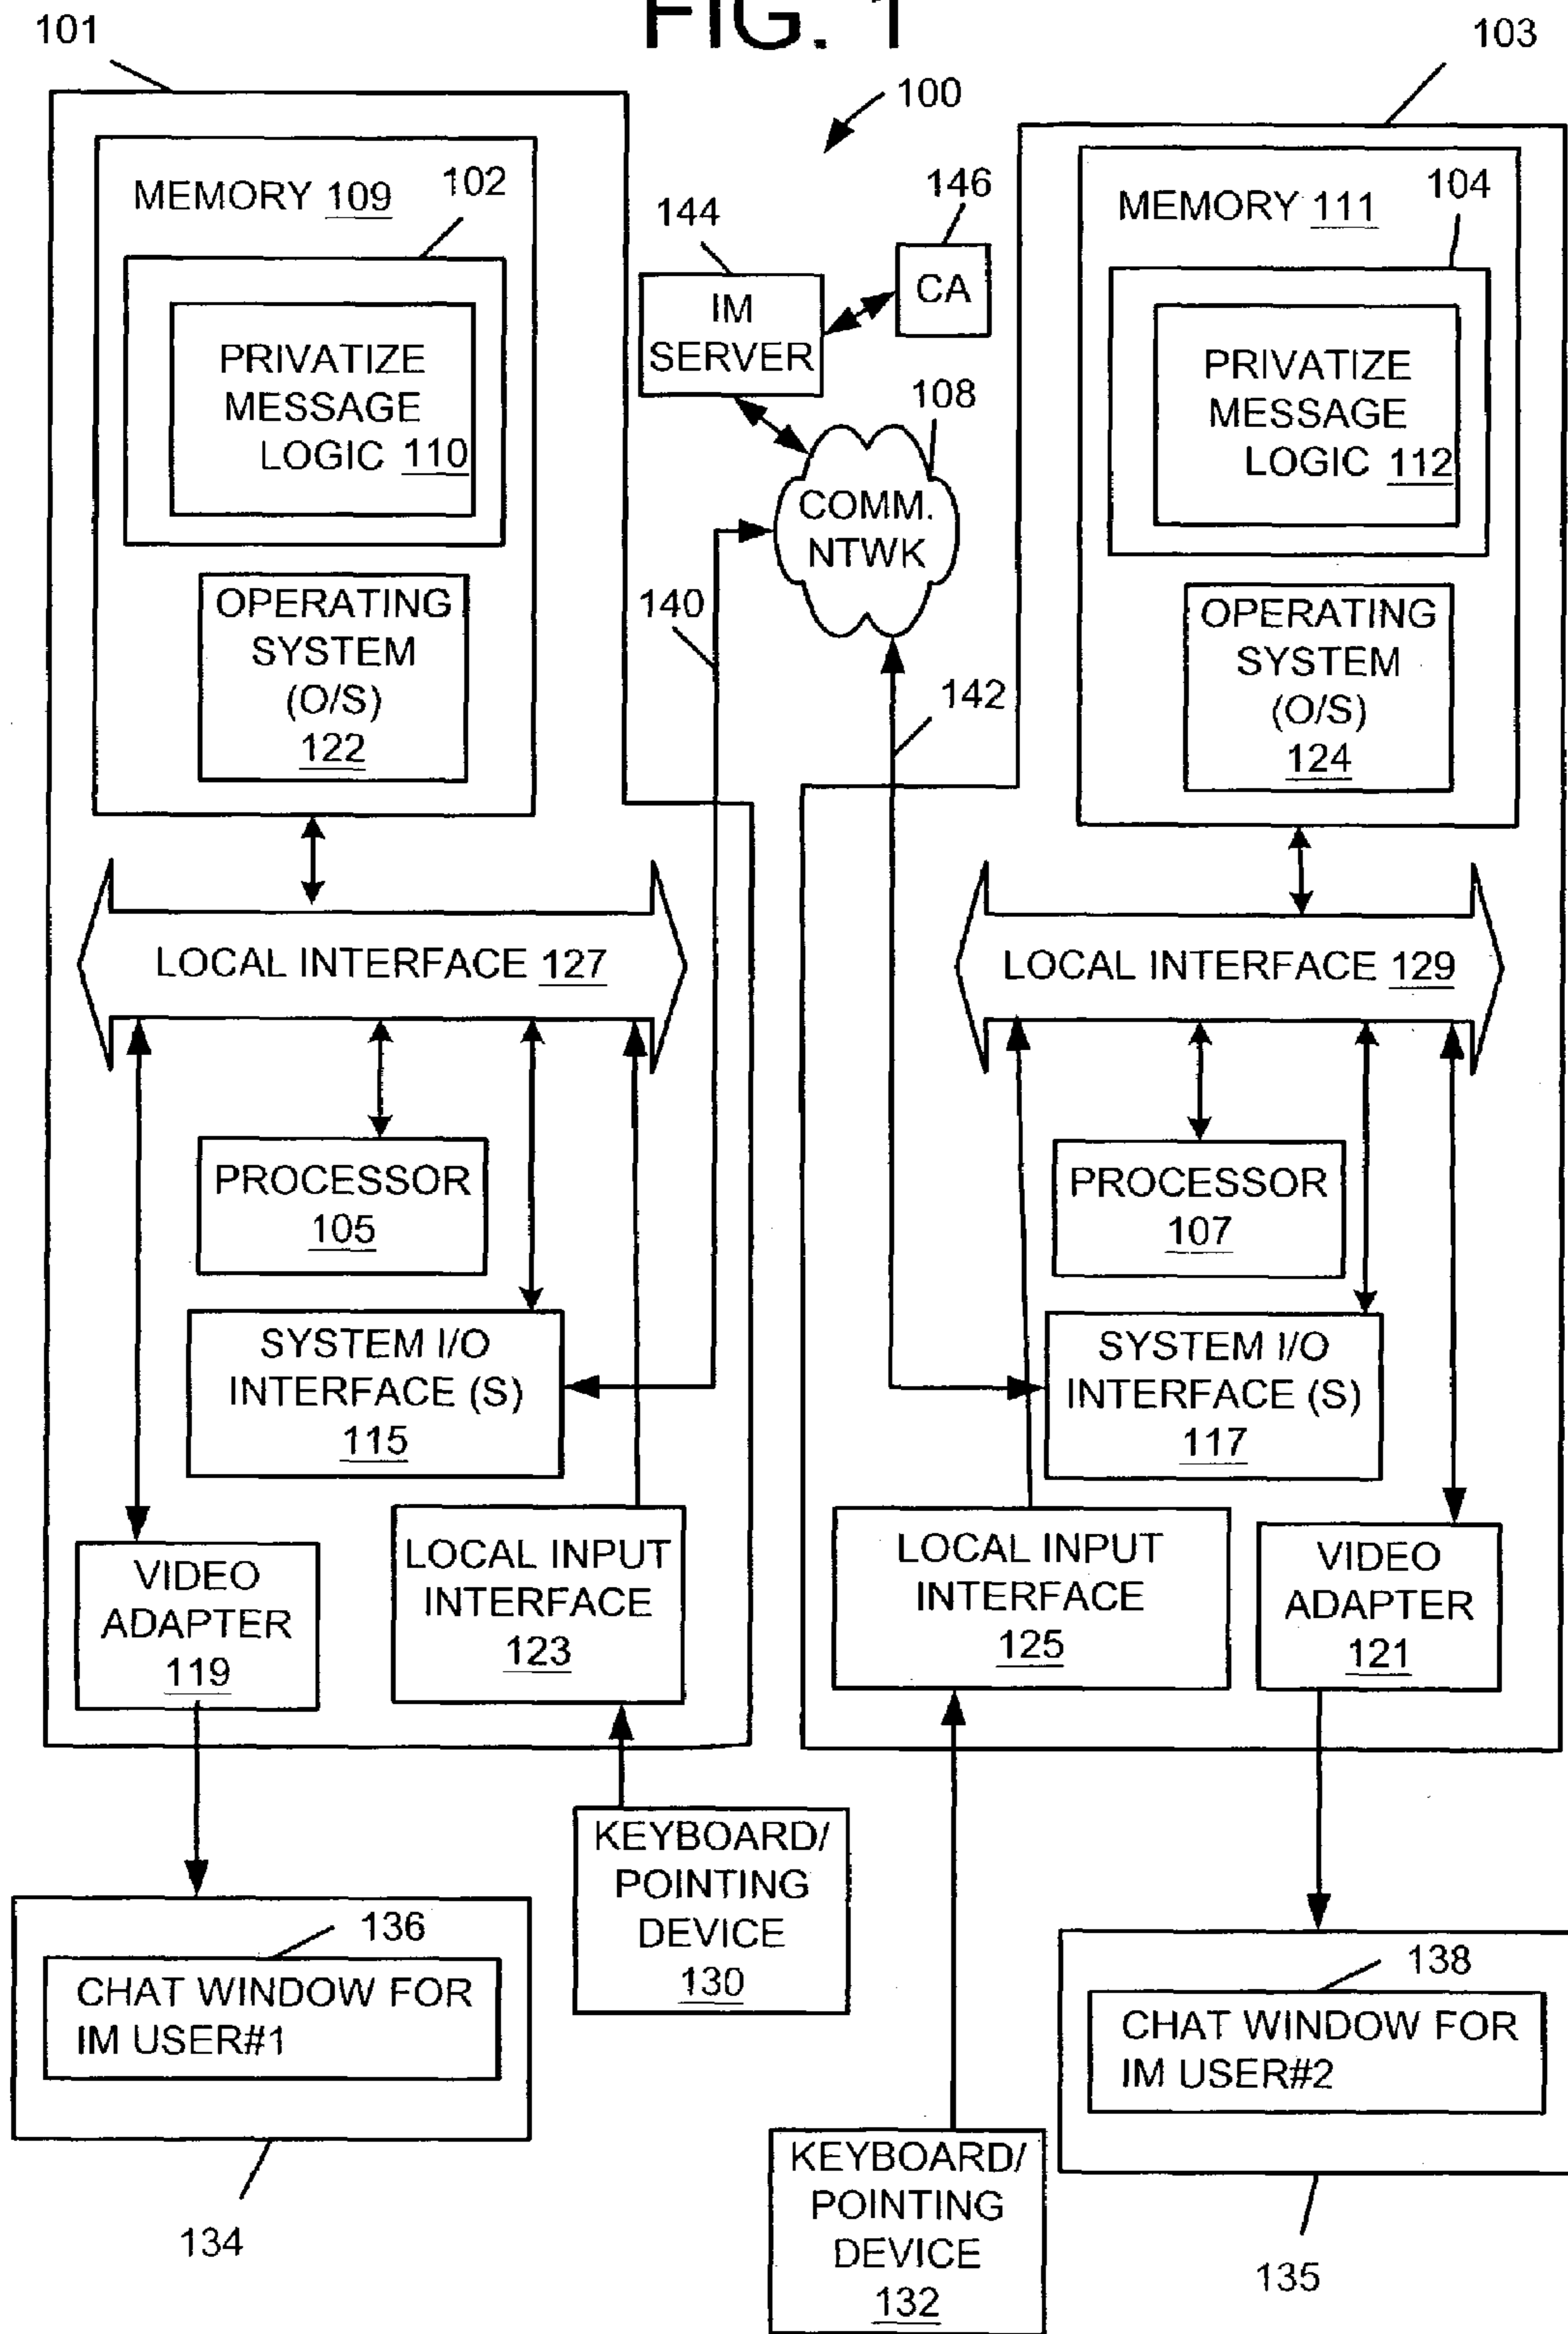 FIG. 1
101
103
100
MEMORY 109
102
PRIVATIZE
MESSAGE
LOGIC 110
OPERATING
SYSTEM
(O/S)
122
144
146
IM
SERVER
CA
108
COMM.
NTWK
140
142
MEMORY 111
104
PRIVATIZE
MESSAGE
LOGIC 112
OPERATING
SYSTEM
(O/S)
124
LOCAL INTERFACE 127
LOCAL INTERFACE 129
PROCESSOR
105
PROCESSOR
107
SYSTEM I/O
INTERFACE (S)
115
SYSTEM I/O
INTERFACE (S)
117
VIDEO
ADAPTER
119
LOCAL INPUT
INTERFACE
123
LOCAL INPUT
INTERFACE
125
VIDEO
ADAPTER
121
KEYBOARD/
POINTING
DEVICE
130
136
CHAT WINDOW FOR
IM USER#1
134
138
CHAT WINDOW FOR
IM USER#2
135
KEYBOARD/
POINTING
DEVICE
132